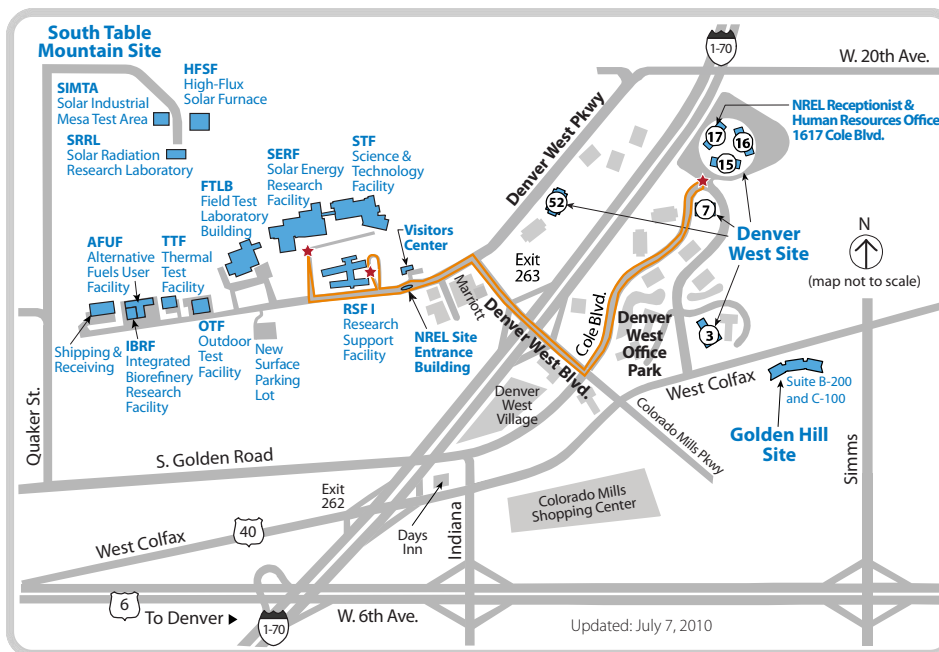 South Table
Mountain Site
SIMTA
Solar Industrial
Mesa Test Area
HFSF
High-Flux
Solar Furnace
SRRL
Solar Radiation
Research Laboratory
SERF
Solar Energy
Research
Facility
STF
Science &
Technology
Facility
FTLB
Field Test
Laboratory
Building
Visitors
Center
AFUF
Alternative
Fuels User
Facility
TTF
Thermal
Test
Facility
Shipping &
Receiving
IBRF
Integrated
Biorefinery
Research
Facility
OTF
Outdoor
Test
Facility
New
Surface
Parking
Lot
RSF I
Research
Support
Facility
NREL Site
Entrance
Building
Marriott
Denver West Pkwy
Denver West Blvd.
Exit
263
1-70
W. 20th Ave.
NREL Receptionist &
Human Resources Office
1617 Cole Blvd.
17
16
15
52
7
Denver
West Site
N
(map not to scale)
3
Cole Blvd.
Denver
West
Office
Park
West Colfax
Suite B-200
and C-100
Golden Hill
Site
Simms
Denver
West
Village
Colorado Mills Pkwy
Colorado Mills
Shopping Center
Quaker St.
S. Golden Road
Exit
262
Days
Inn
Indiana
West Colfax
40
6
To Denver
1-70
W. 6th Ave.
Updated: July 7, 2010